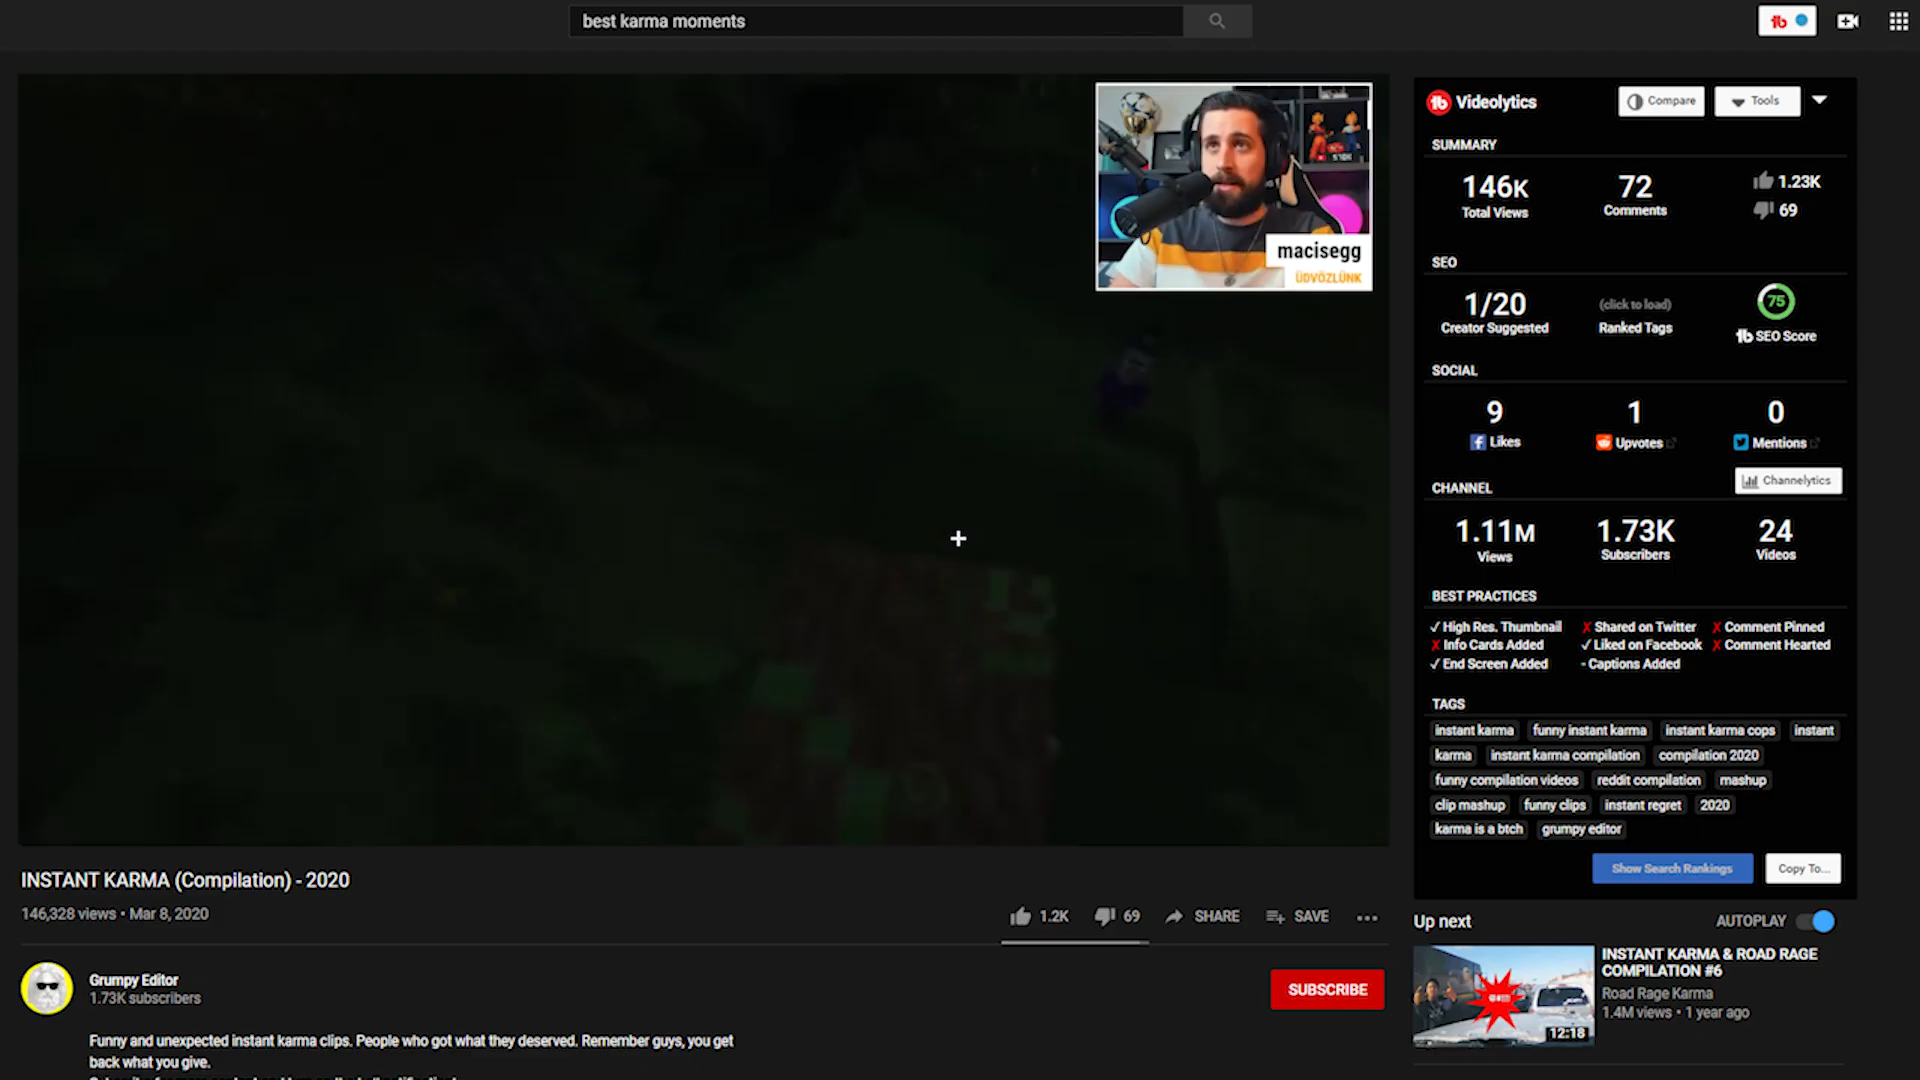 best karma moments
macisegg
ÜDVÖZLÜNK
Videolytics
Compare
Tools
SUMMARY
146K
Total Views
72
Comments
1.23K
69
SEO
1/20
Creator Suggested
(click to load)
Ranked Tags
75
SEO Score
SOCIAL
9
Likes
1
Upvotes
0
Mentions
CHANNEL
Channelytics
1.11M
Views
1.73K
Subscribers
24
Videos
BEST PRACTICES
✓ High Res. Thumbnail ✗ Shared on Twitter ✗ Comment Pinned
✗ Info Cards Added ✓ Liked on Facebook ✗ Comment Hearted
✓ End Screen Added - Captions Added
TAGS
instant karma funny instant karma instant karma cops instant
karma instant karma compilation compilation 2020
funny compilation videos reddit compilation mashup
clip mashup funny clips instant regret 2020
karma is a btch grumpy editor
Show Search Rankings Copy To...
INSTANT KARMA (Compilation) - 2020
146,328 views • Mar 8, 2020
1.2K 69 SHARE SAVE
Grumpy Editor
1.73K subscribers
SUBSCRIBE
Funny and unexpected instant karma clips. People who got what they deserved. Remember guys, you get
back what you give.
Up next
AUTOPLAY
INSTANT KARMA & ROAD RAGE
COMPILATION #6
Road Rage Karma
1.4M views • 1 year ago
12:18